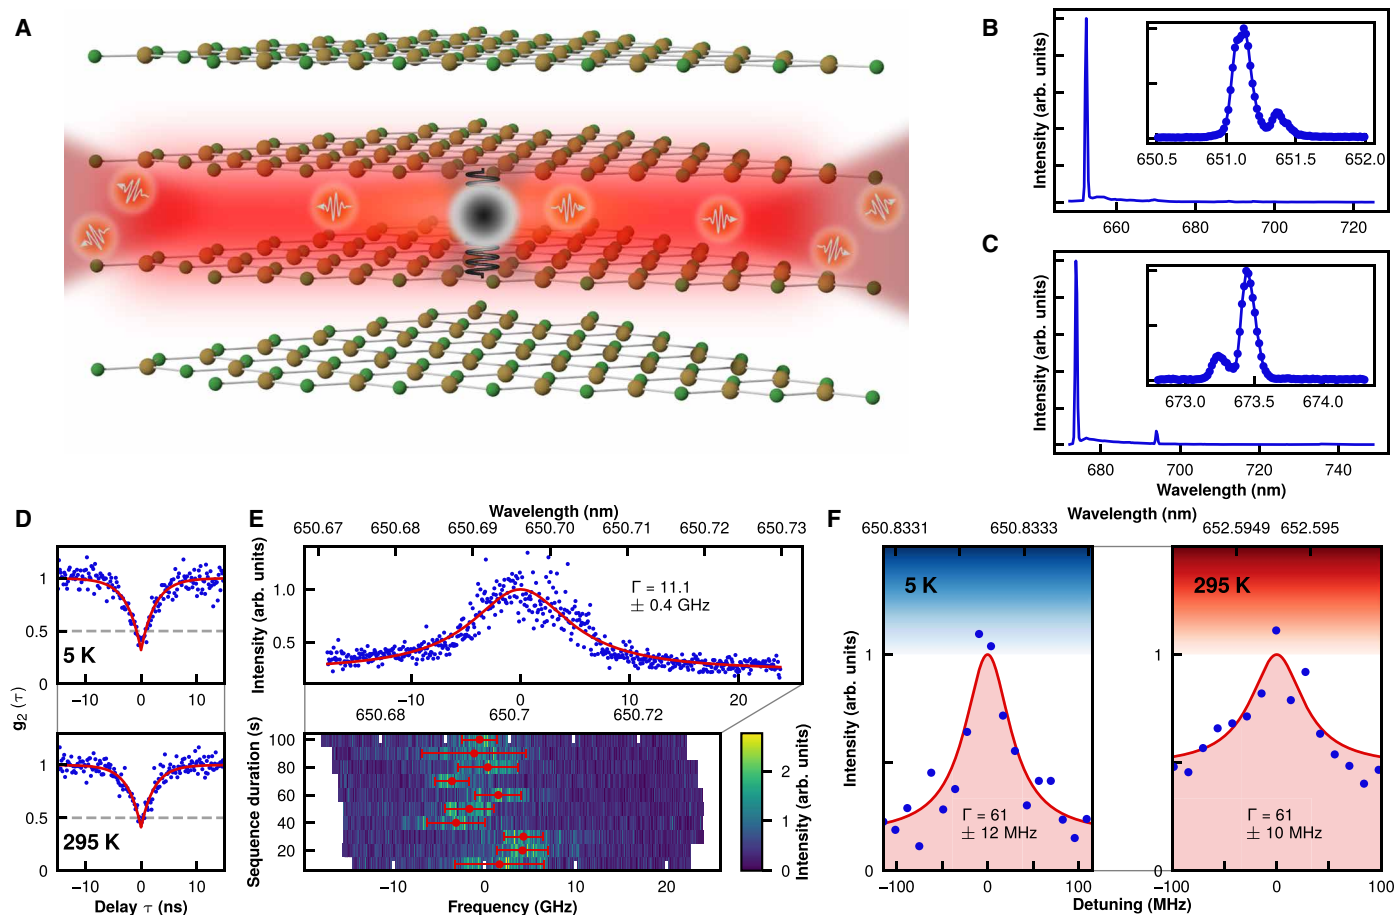 A
B
Intensity (arb. units)
650.5 651.0 651.5 652.0
660 680 700 720
C
Intensity (arb. units)
673.0 673.5 674.0
680 700 720 740
Wavelength (nm)
D
1
0.5
5 K
0
−10 0 10
g₂ (τ)
1
0.5
295 K
0
−10 0 10
Delay τ (ns)
E
Wavelength (nm)
650.67 650.68 650.69 650.70 650.71 650.72 650.73
Intensity (arb. units)
1.0
0.5
Γ = 11.1
± 0.4 GHz
−10 0 10 20
650.68 650.7 650.72
Sequence duration (s)
100
80
60
40
20
−10 0 10 20
Frequency (GHz)
2
1
0
Intensity (arb. units)
F
Wavelength (nm)
650.8331 650.8333 652.5949 652.595
Intensity (arb. units)
5 K
1
0
Γ = 61
± 12 MHz
−100 0 100
295 K
1
0
Γ = 61
± 10 MHz
−100 0 100
Detuning (MHz)